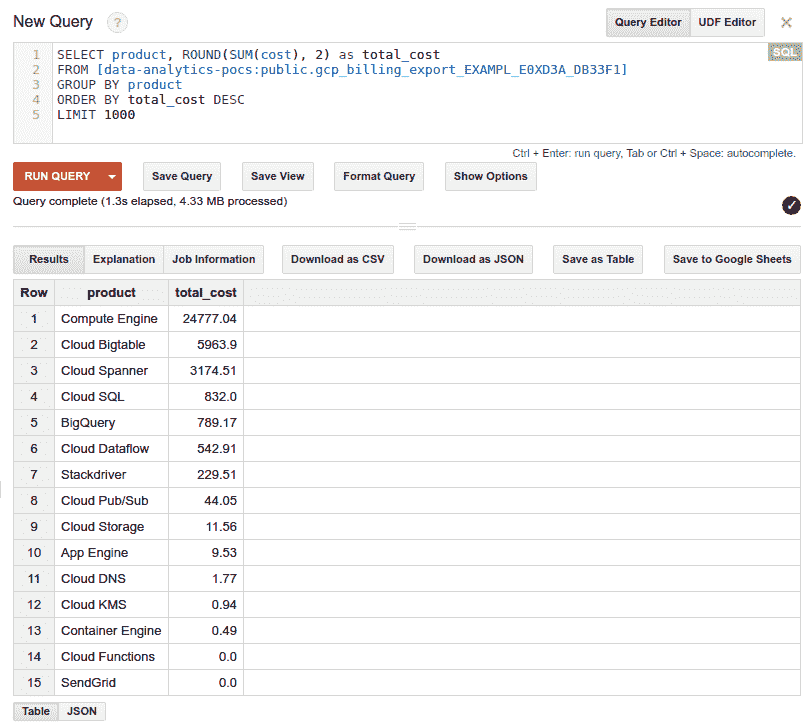 New Query ?
Query Editor UDF Editor
SQL
1 SELECT product, ROUND(SUM(cost), 2) as total_cost
2 FROM [data-analytics-pocs:public.gcp_billing_export_EXAMPL_E0XD3A_DB33F1]
3 GROUP BY product
4 ORDER BY total_cost DESC
5 LIMIT 1000
Ctrl + Enter: run query, Tab or Ctrl + Space: autocomplete.
RUN QUERY Save Query Save View Format Query Show Options
Query complete (1.3s elapsed, 4.33 MB processed)
Results Explanation Job Information Download as CSV Download as JSON Save as Table Save to Google Sheets
Row product total_cost
1 Compute Engine 24777.04
2 Cloud Bigtable 5963.9
3 Cloud Spanner 3174.51
4 Cloud SQL 832.0
5 BigQuery 789.17
6 Cloud Dataflow 542.91
7 Stackdriver 229.51
8 Cloud Pub/Sub 44.05
9 Cloud Storage 11.56
10 App Engine 9.53
11 Cloud DNS 1.77
12 Cloud KMS 0.94
13 Container Engine 0.49
14 Cloud Functions 0.0
15 SendGrid 0.0
Table JSON